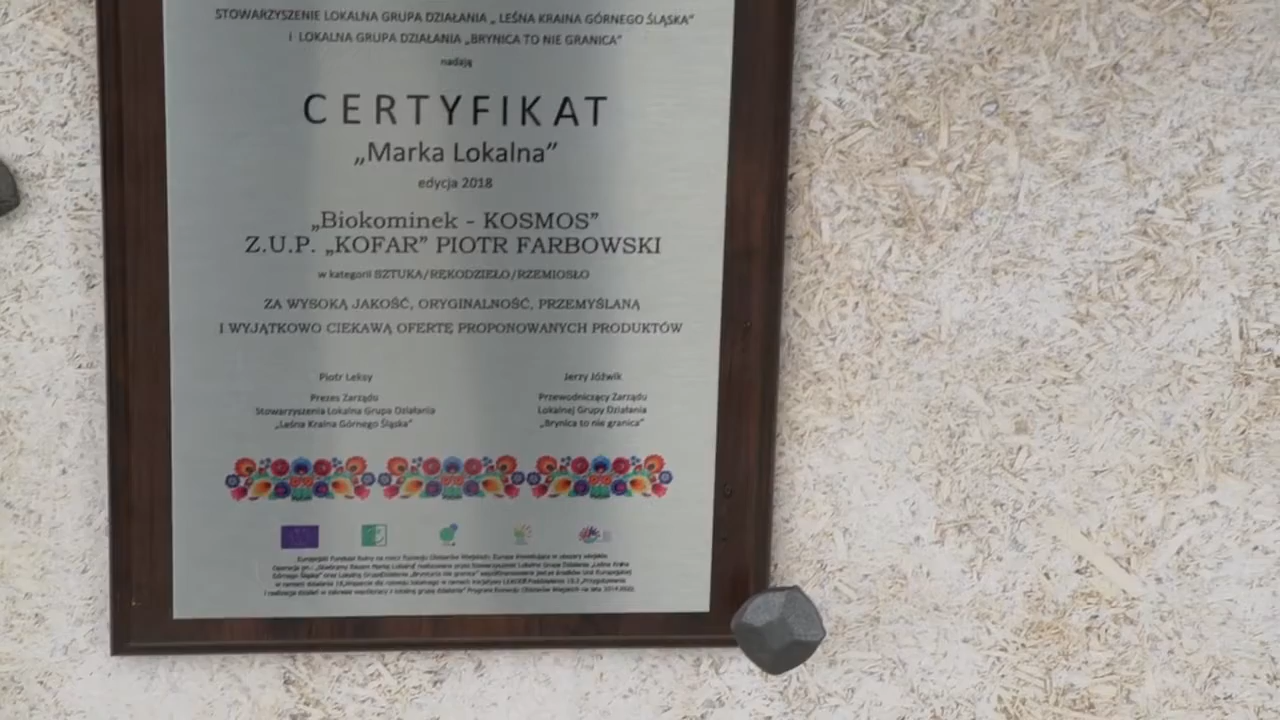 STOWARZYSZENIE LOKALNA GRUPA DZIAŁANIA „ LEŚNA KRAINA GÓRNEGO ŚLĄSKA”
I LOKALNA GRUPA DZIAŁANIA „BRYNICA TO NIE GRANICA”
nadają
CERTYFIKAT
„Marka Lokalna”
edycja 2018
„Biokominek - KOSMOS”
Z.U.P. „KOFAR” PIOTR FARBOWSKI
w kategorii SZTUKA/RĘKODZIEŁO/RZEMIOSŁO
ZA WYSOKĄ JAKOŚĆ, ORYGINALNOŚĆ, PRZEMYŚLANĄ
I WYJĄTKOWO CIEKAWĄ OFERTĘ PROPONOWANYCH PRODUKTÓW
Piotr Leksy
Prezes Zarządu
Stowarzyszenia Lokalna Grupa Działania
„Leśna Kraina Górnego Śląska”
Jerzy Jóźwik
Przewodniczący Zarządu
Lokalnej Grupy Działania
„Brynica to nie granica”